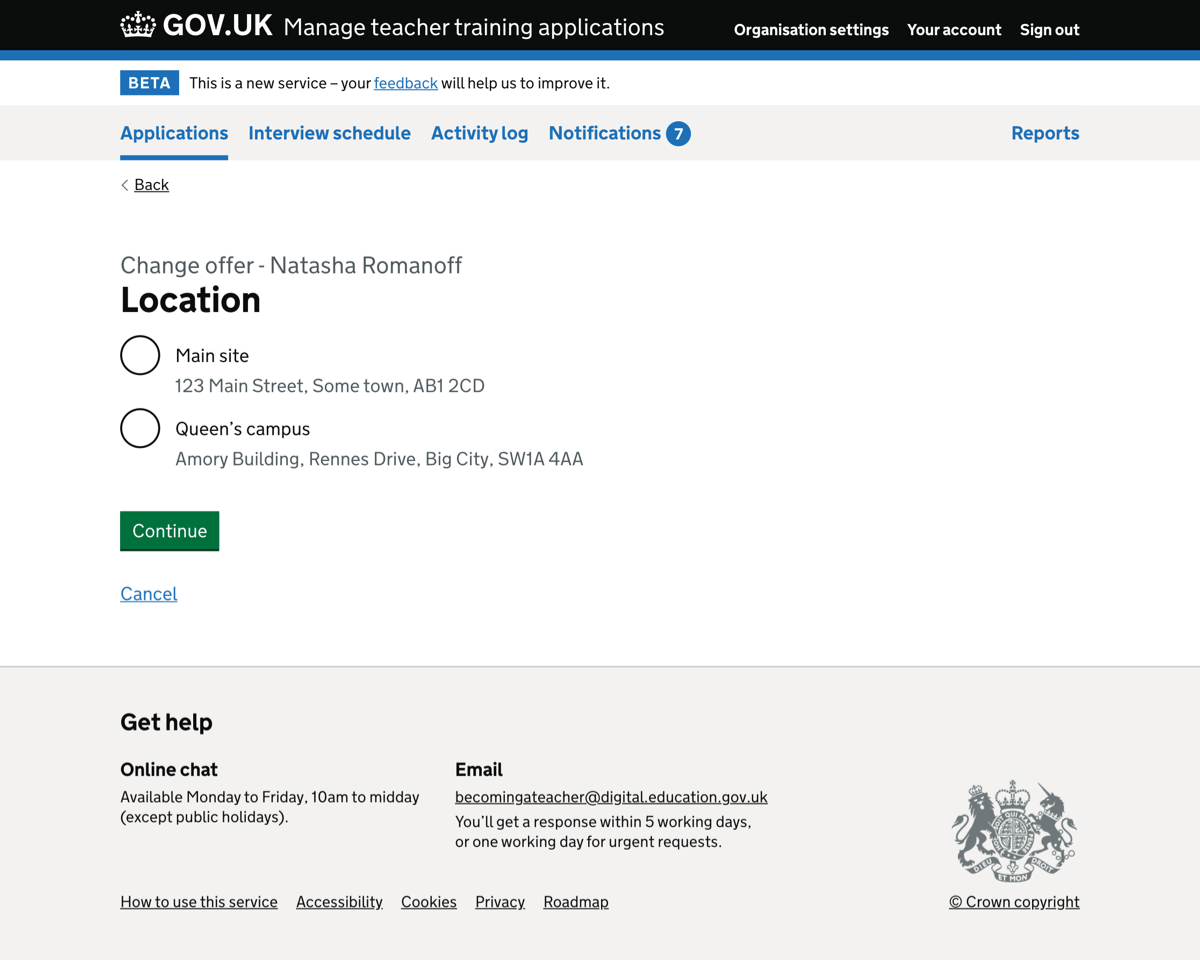 GOV.UK Manage teacher training applications Organisation settings Your account Sign out
BETA This is a new service – your feedback will help us to improve it.
Applications Interview schedule Activity log Notifications 7 Reports
Back
Change offer - Natasha Romanoff
Location
Main site
123 Main Street, Some town, AB1 2CD
Queen’s campus
Amory Building, Rennes Drive, Big City, SW1A 4AA
Continue
Cancel
Get help
Online chat
Available Monday to Friday, 10am to midday
(except public holidays).
Email
becomingateacher@digital.education.gov.uk
You’ll get a response within 5 working days,
or one working day for urgent requests.
DIEU ET MON DROIT
How to use this service Accessibility Cookies Privacy Roadmap
© Crown copyright